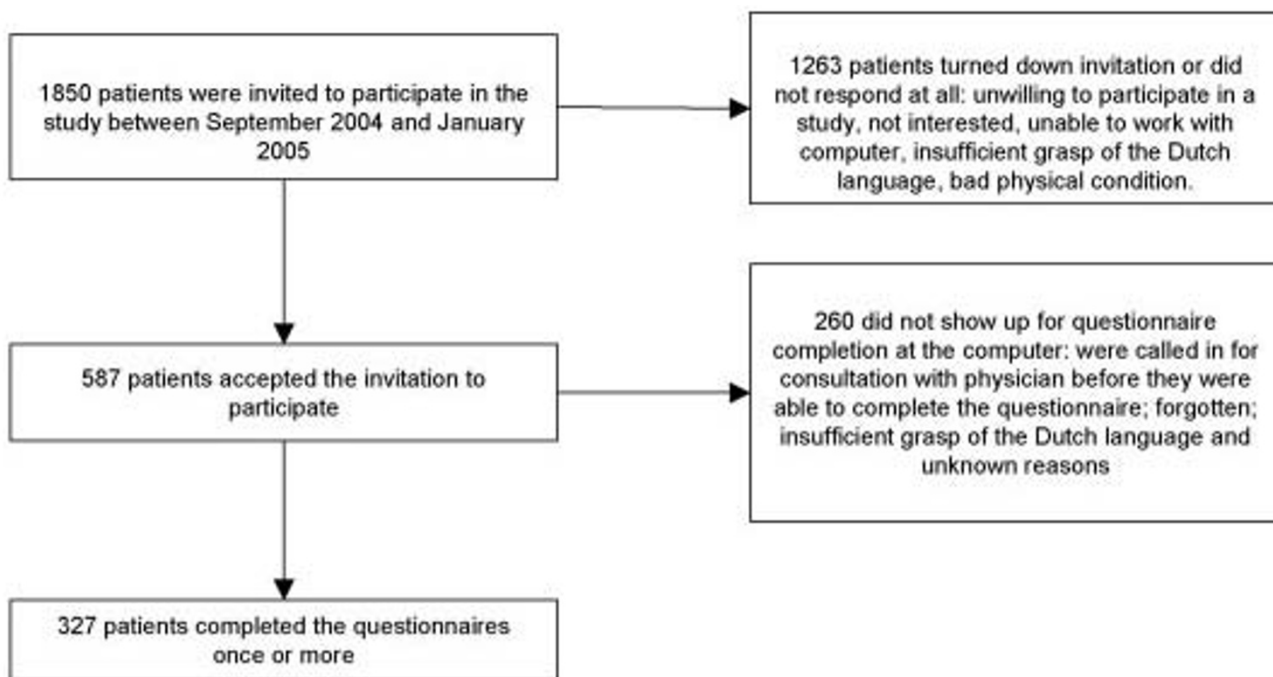 1850 patients were invited to participate in the
study between September 2004 and January
2005
1263 patients turned down invitation or did
not respond at all: unwilling to participate in a
study, not interested, unable to work with
computer, insufficient grasp of the Dutch
language, bad physical condition.
587 patients accepted the invitation to
participate
260 did not show up for questionnaire
completion at the computer: were called in for
consultation with physician before they were
able to complete the questionnaire; forgotten;
insufficient grasp of the Dutch language and
unknown reasons
327 patients completed the questionnaires
once or more